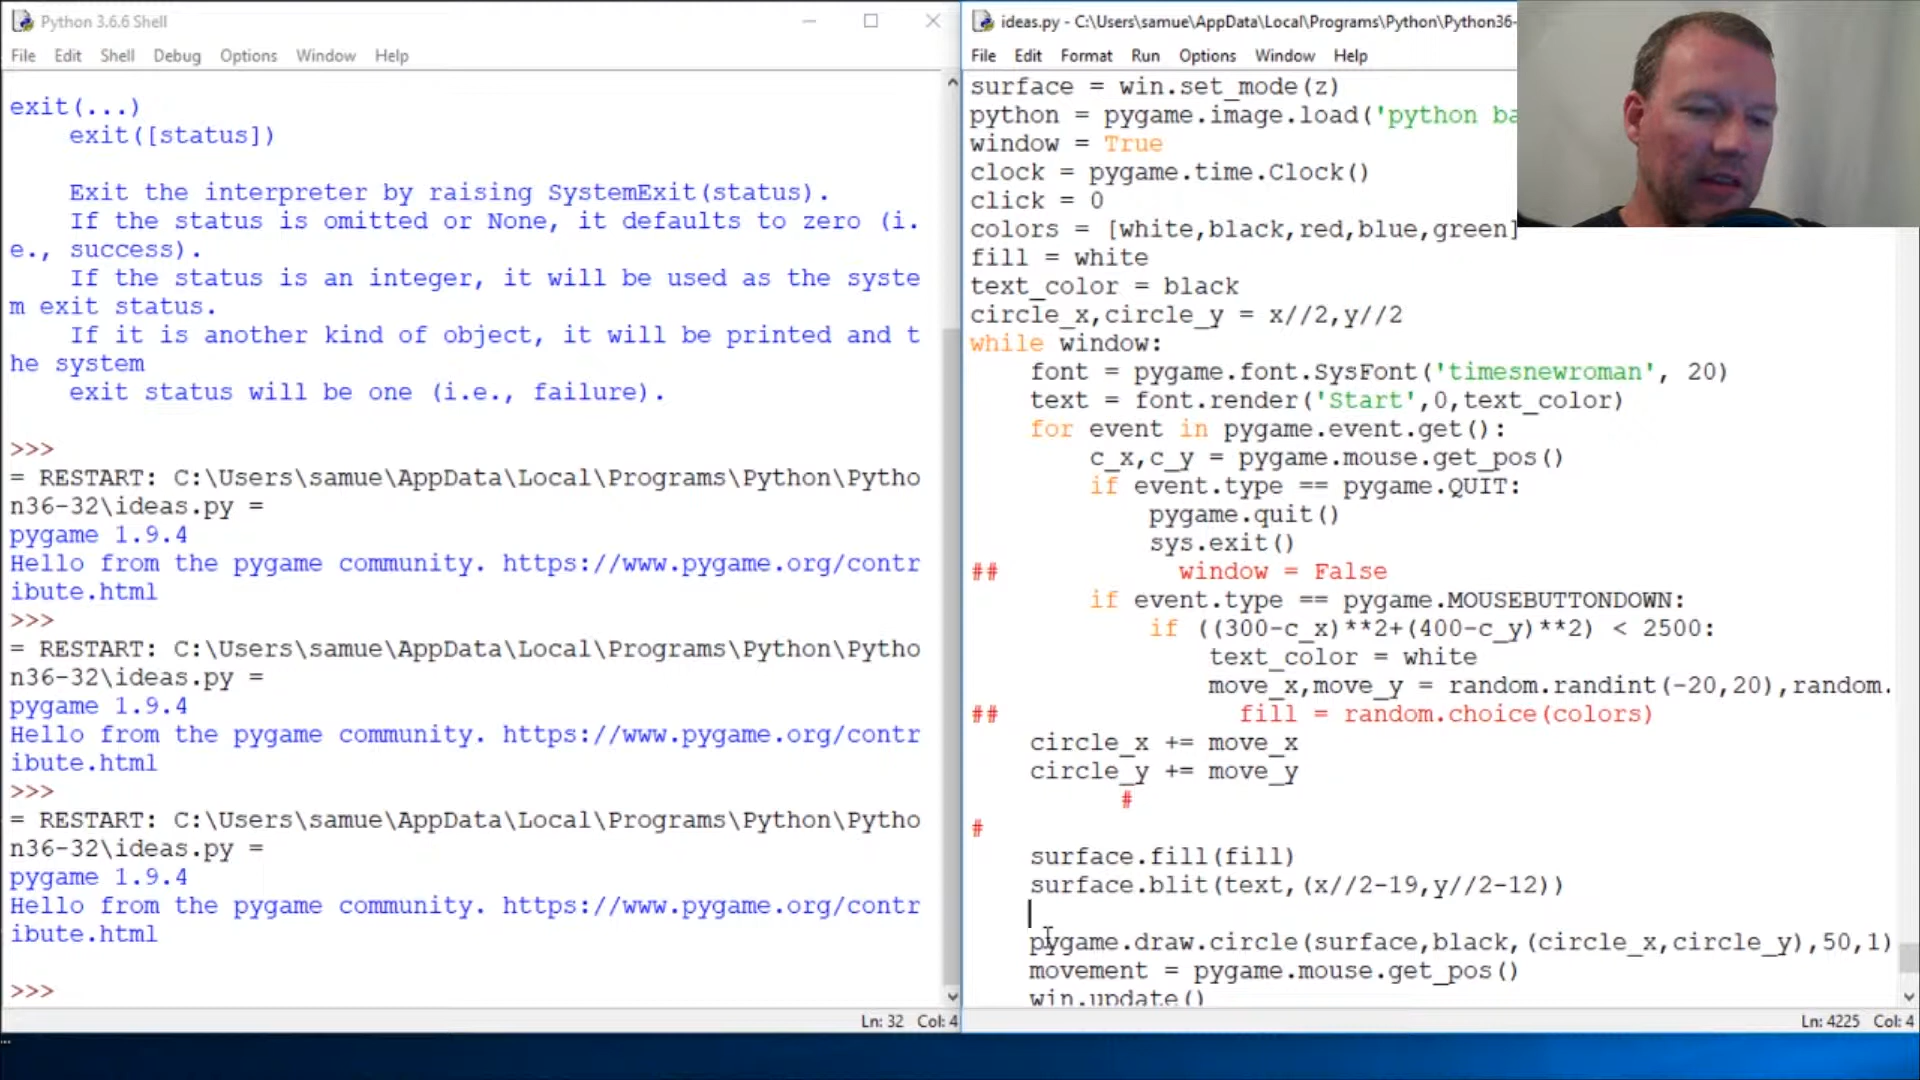 Python 3.6.6 Shell
File Edit Shell Debug Options Window Help
exit(...)
exit([status])
Exit the interpreter by raising SystemExit(status).
If the status is omitted or None, it defaults to zero (i.
e., success).
If the status is an integer, it will be used as the syste
m exit status.
If it is another kind of object, it will be printed and t
he system
exit status will be one (i.e., failure).
>>>
= RESTART: C:\Users\samue\AppData\Local\Programs\Python\Pytho
n36-32\ideas.py =
pygame 1.9.4
Hello from the pygame community. https://www.pygame.org/contr
ibute.html
>>>
= RESTART: C:\Users\samue\AppData\Local\Programs\Python\Pytho
n36-32\ideas.py =
pygame 1.9.4
Hello from the pygame community. https://www.pygame.org/contr
ibute.html
>>>
= RESTART: C:\Users\samue\AppData\Local\Programs\Python\Pytho
n36-32\ideas.py =
pygame 1.9.4
Hello from the pygame community. https://www.pygame.org/contr
ibute.html
>>>
Ln: 32 Col: 4
ideas.py - C:\Users\samue\AppData\Local\Programs\Python\Python36-
File Edit Format Run Options Window Help
surface = win.set_mode(z)
python = pygame.image.load('python ba
window = True
clock = pygame.time.Clock()
click = 0
colors = [white,black,red,blue,green]
fill = white
text_color = black
circle_x,circle_y = x//2,y//2
while window:
font = pygame.font.SysFont('timesnewroman', 20)
text = font.render('Start',0,text_color)
for event in pygame.event.get():
c_x,c_y = pygame.mouse.get_pos()
if event.type == pygame.QUIT:
pygame.quit()
sys.exit()
## window = False
if event.type == pygame.MOUSEBUTTONDOWN:
if ((300-c_x)**2+(400-c_y)**2) < 2500:
text_color = white
move_x,move_y = random.randint(-20,20),random.
## fill = random.choice(colors)
circle_x += move_x
circle_y += move_y
#
#
surface.fill(fill)
surface.blit(text,(x//2-19,y//2-12))
pygame.draw.circle(surface,black,(circle_x,circle_y),50,1)
movement = pygame.mouse.get_pos()
win.update()
Ln: 4225 Col: 4